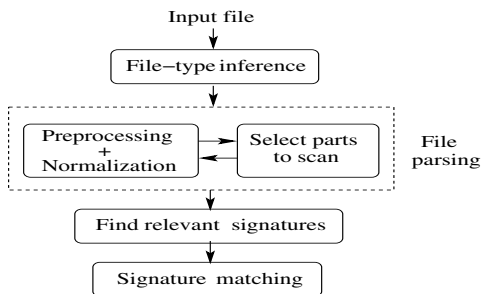 Input file
File-type inference
Preprocessing
+
Normalization
Select parts
to scan
File
parsing
Find relevant signatures
Signature matching